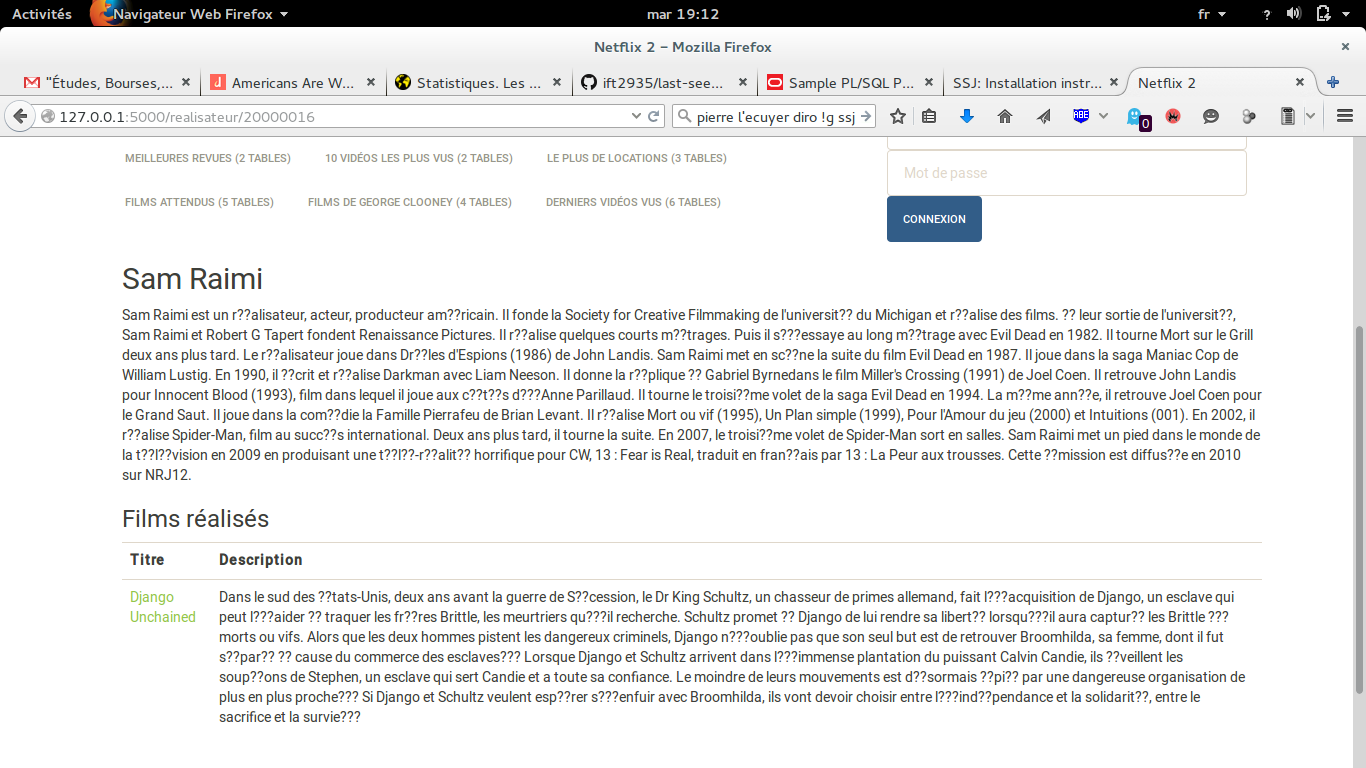 Activités Navigateur Web Firefox mar 19:12 fr ?
Netflix 2 – Mozilla Firefox ×
"Études, Bourses,... × Americans Are W... × Statistiques. Les ... × ift2935/last-see... × Sample PL/SQL P... × SSJ: Installation instr... × Netflix 2 ×
127.0.0.1:5000/realisateur/20000016 pierre l'ecuyer diro !g ssj ABE 0
MEILLEURES REVUES (2 TABLES) 10 VIDÉOS LES PLUS VUS (2 TABLES) LE PLUS DE LOCATIONS (3 TABLES)
Mot de passe
FILMS ATTENDUS (5 TABLES) FILMS DE GEORGE CLOONEY (4 TABLES) DERNIERS VIDÉOS VUS (6 TABLES)
CONNEXION
Sam Raimi
Sam Raimi est un r??alisateur, acteur, producteur am??ricain. Il fonde la Society for Creative Filmmaking de l'universit?? du Michigan et r??alise des films. ?? leur sortie de l'universit??,
Sam Raimi et Robert G Tapert fondent Renaissance Pictures. Il r??alise quelques courts m??trages. Puis il s???essaye au long m??trage avec Evil Dead en 1982. Il tourne Mort sur le Grill
deux ans plus tard. Le r??alisateur joue dans Dr??les d'Espions (1986) de John Landis. Sam Raimi met en sc??ne la suite du film Evil Dead en 1987. Il joue dans la saga Maniac Cop de
William Lustig. En 1990, il ??crit et r??alise Darkman avec Liam Neeson. Il donne la r??plique ?? Gabriel Byrnedans le film Miller's Crossing (1991) de Joel Coen. Il retrouve John Landis
pour Innocent Blood (1993), film dans lequel il joue aux c??t??s d???Anne Parillaud. Il tourne le troisi??me volet de la saga Evil Dead en 1994. La m??me ann??e, il retrouve Joel Coen pour
le Grand Saut. Il joue dans la com??die la Famille Pierrafeu de Brian Levant. Il r??alise Mort ou vif (1995), Un Plan simple (1999), Pour l'Amour du jeu (2000) et Intuitions (001). En 2002, il
r??alise Spider-Man, film au succ??s international. Deux ans plus tard, il tourne la suite. En 2007, le troisi??me volet de Spider-Man sort en salles. Sam Raimi met un pied dans le monde de
la t??l??vision en 2009 en produisant une t??l??-r??alit?? horrifique pour CW, 13 : Fear is Real, traduit en fran??ais par 13 : La Peur aux trousses. Cette ??mission est diffus??e en 2010
sur NRJ12.
Films réalisés
Titre Description
Django Dans le sud des ??tats-Unis, deux ans avant la guerre de S??cession, le Dr King Schultz, un chasseur de primes allemand, fait l???acquisition de Django, un esclave qui
Unchained peut l???aider ?? traquer les fr??res Brittle, les meurtriers qu???il recherche. Schultz promet ?? Django de lui rendre sa libert?? lorsqu???il aura captur?? les Brittle ???
morts ou vifs. Alors que les deux hommes pistent les dangereux criminels, Django n???oublie pas que son seul but est de retrouver Broomhilda, sa femme, dont il fut
s??par?? ?? cause du commerce des esclaves??? Lorsque Django et Schultz arrivent dans l???immense plantation du puissant Calvin Candie, ils ??veillent les
soup??ons de Stephen, un esclave qui sert Candie et a toute sa confiance. Le moindre de leurs mouvements est d??sormais ??pi?? par une dangereuse organisation de
plus en plus proche??? Si Django et Schultz veulent esp??rer s???enfuir avec Broomhilda, ils vont devoir choisir entre l???ind??pendance et la solidarit??, entre le
sacrifice et la survie???